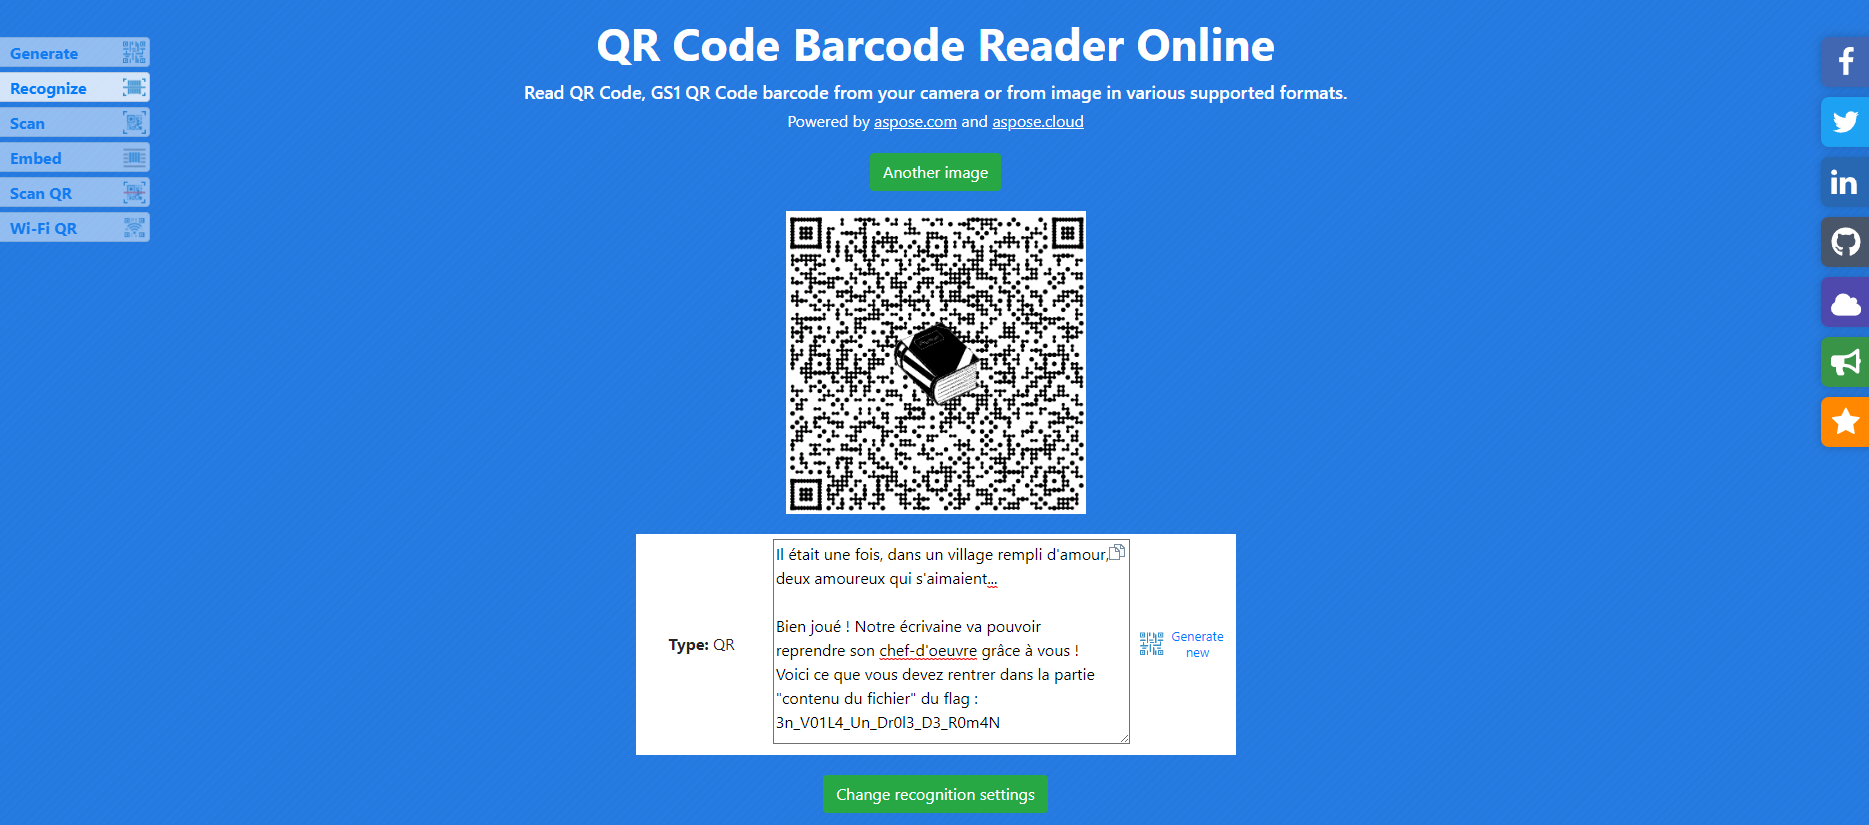 QR Code Barcode Reader Online
Read QR Code, GS1 QR Code barcode from your camera or from image in various supported formats.
Powered by aspose.com and aspose.cloud
Generate
Recognize
Scan
Embed
Scan QR
Wi-Fi QR
Another image
Type: QR
Il était une fois, dans un village rempli d'amour,
deux amoureux qui s'aimaient...
Bien joué ! Notre écrivaine va pouvoir
reprendre son chef-d'oeuvre grâce à vous !
Voici ce que vous devez rentrer dans la partie
"contenu du fichier" du flag :
3n_V01L4_Un_Dr0l3_D3_R0m4N
Generate
new
Change recognition settings